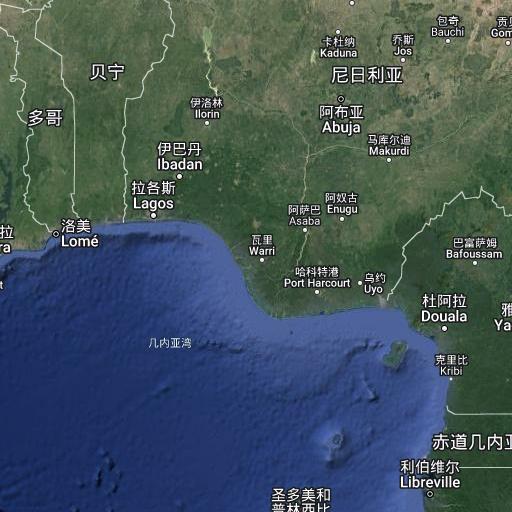 包奇
Bauchi
卡杜纳
Kaduna
乔斯
Jos
贝宁
尼日利亚
多哥
伊洛林
Ilorin
阿布亚
Abuja
马库尔迪
Makurdi
伊巴丹
Ibadan
拉各斯
Lagos
阿萨巴
Asaba
阿奴古
Enugu
洛美
Lomé
瓦里
Warri
巴富萨姆
Bafoussam
哈科特港
Port Harcourt
乌约
Uyo
杜阿拉
Douala
几内亚湾
克里比
Kribi
赤道几内亚
利伯维尔
Libreville
圣多美和
普林西比